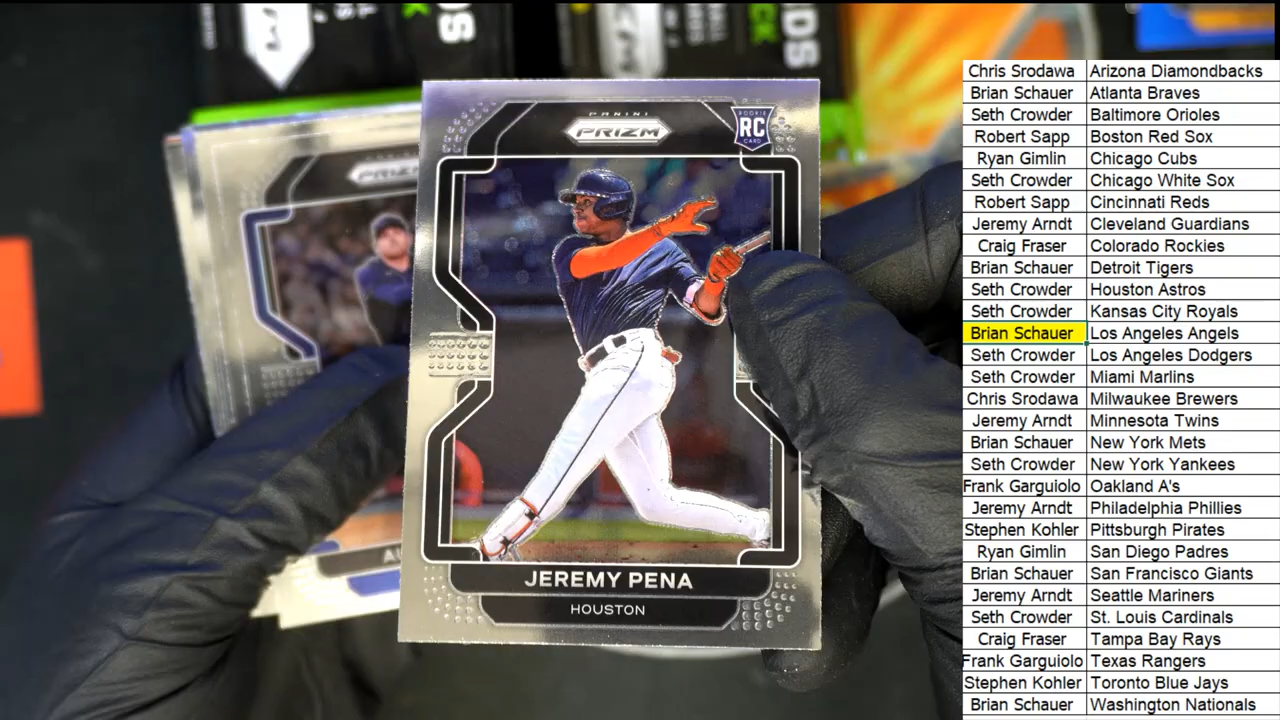 DS
DS
CK
PANINI
PRIZM
ROOKIE
RC
CARD
PRIZM
JEREMY PENA
HOUSTON
AU
Chris Srodawa Arizona Diamondbacks
Brian Schauer Atlanta Braves
Seth Crowder Baltimore Orioles
Robert Sapp Boston Red Sox
Ryan Gimlin Chicago Cubs
Seth Crowder Chicago White Sox
Robert Sapp Cincinnati Reds
Jeremy Arndt Cleveland Guardians
Craig Fraser Colorado Rockies
Brian Schauer Detroit Tigers
Seth Crowder Houston Astros
Seth Crowder Kansas City Royals
Brian Schauer Los Angeles Angels
Seth Crowder Los Angeles Dodgers
Seth Crowder Miami Marlins
Chris Srodawa Milwaukee Brewers
Jeremy Arndt Minnesota Twins
Brian Schauer New York Mets
Seth Crowder New York Yankees
Frank Garguiolo Oakland A's
Jeremy Arndt Philadelphia Phillies
Stephen Kohler Pittsburgh Pirates
Ryan Gimlin San Diego Padres
Brian Schauer San Francisco Giants
Jeremy Arndt Seattle Mariners
Seth Crowder St. Louis Cardinals
Craig Fraser Tampa Bay Rays
Frank Garguiolo Texas Rangers
Stephen Kohler Toronto Blue Jays
Brian Schauer Washington Nationals